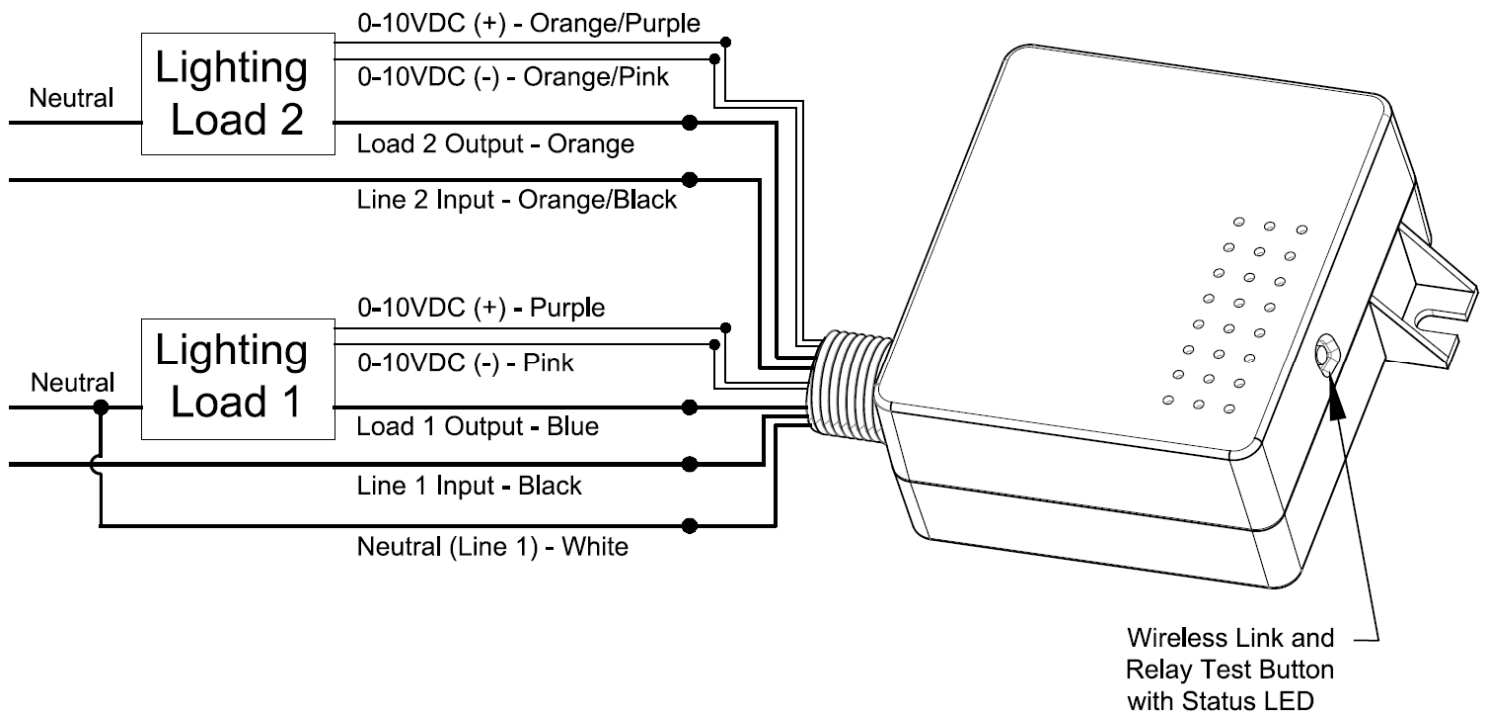 0-10VDC (+) - Orange/Purple
Lighting
Load 2
0-10VDC (-) - Orange/Pink
Neutral
Load 2 Output - Orange
Line 2 Input - Orange/Black
0-10VDC (+) - Purple
Lighting
Load 1
0-10VDC (-) - Pink
Neutral
Load 1 Output - Blue
Line 1 Input - Black
Neutral (Line 1) - White
Wireless Link and
Relay Test Button
with Status LED